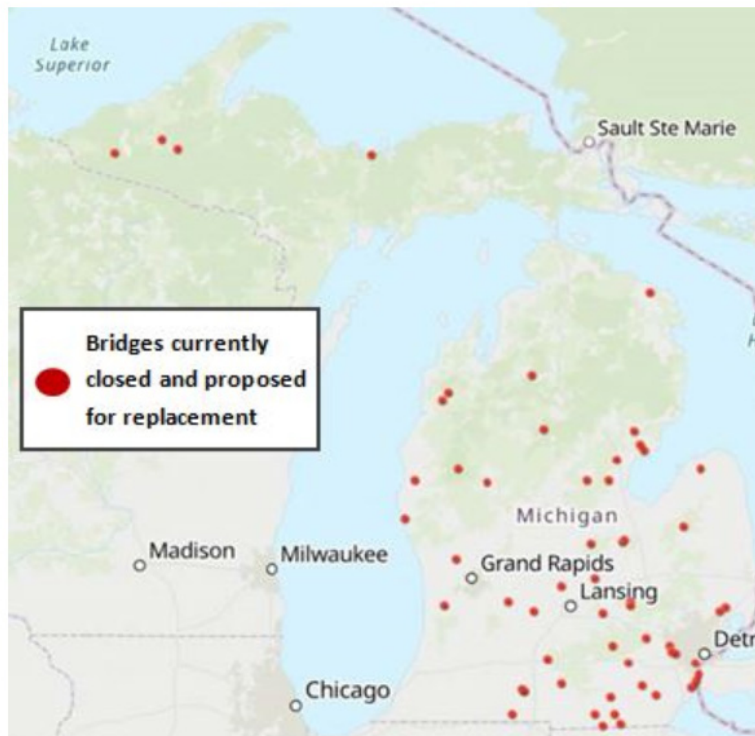 Lake
Superior
Sault Ste Marie
Bridges currently
closed and proposed
for replacement
H
Michigan
Madison
Milwaukee
Grand Rapids
Lansing
Detr
Chicago